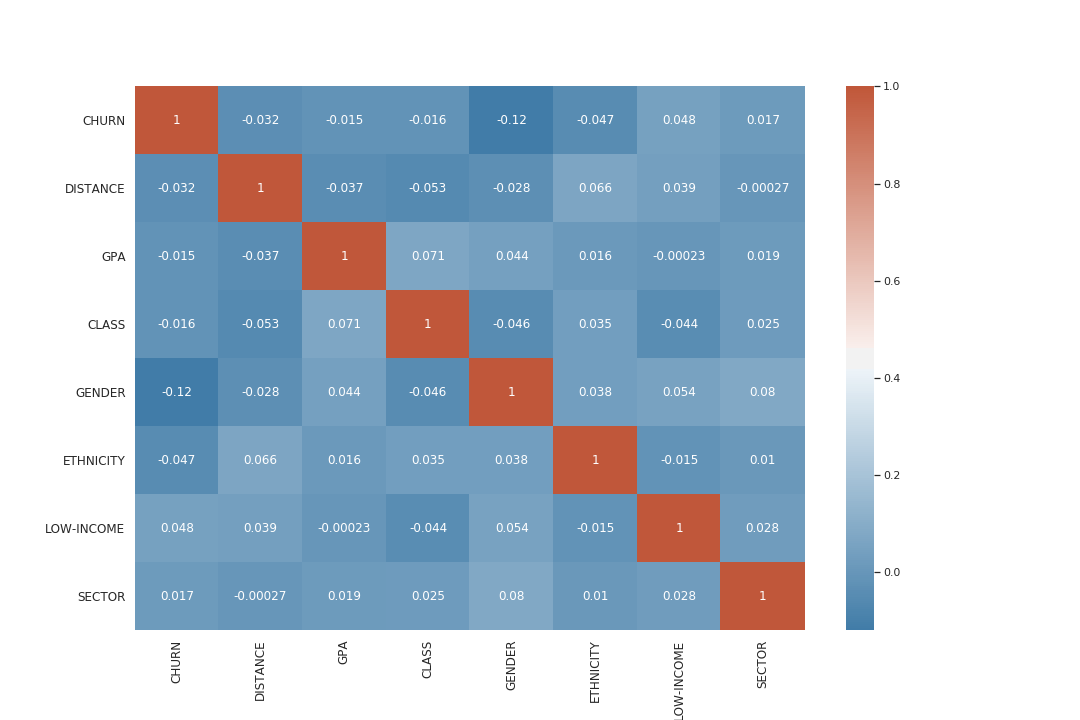 CHURN 1 -0.032 -0.015 -0.016 -0.12 -0.047 0.048 0.017
DISTANCE -0.032 1 -0.037 -0.053 -0.028 0.066 0.039 -0.00027
GPA -0.015 -0.037 1 0.071 0.044 0.016 -0.00023 0.019
CLASS -0.016 -0.053 0.071 1 -0.046 0.035 -0.044 0.025
GENDER -0.12 -0.028 0.044 -0.046 1 0.038 0.054 0.08
ETHNICITY -0.047 0.066 0.016 0.035 0.038 1 -0.015 0.01
LOW-INCOME 0.048 0.039 -0.00023 -0.044 0.054 -0.015 1 0.028
SECTOR 0.017 -0.00027 0.019 0.025 0.08 0.01 0.028 1
CHURN
DISTANCE
GPA
CLASS
GENDER
ETHNICITY
LOW-INCOME
SECTOR
1.0
0.8
0.6
0.4
0.2
0.0